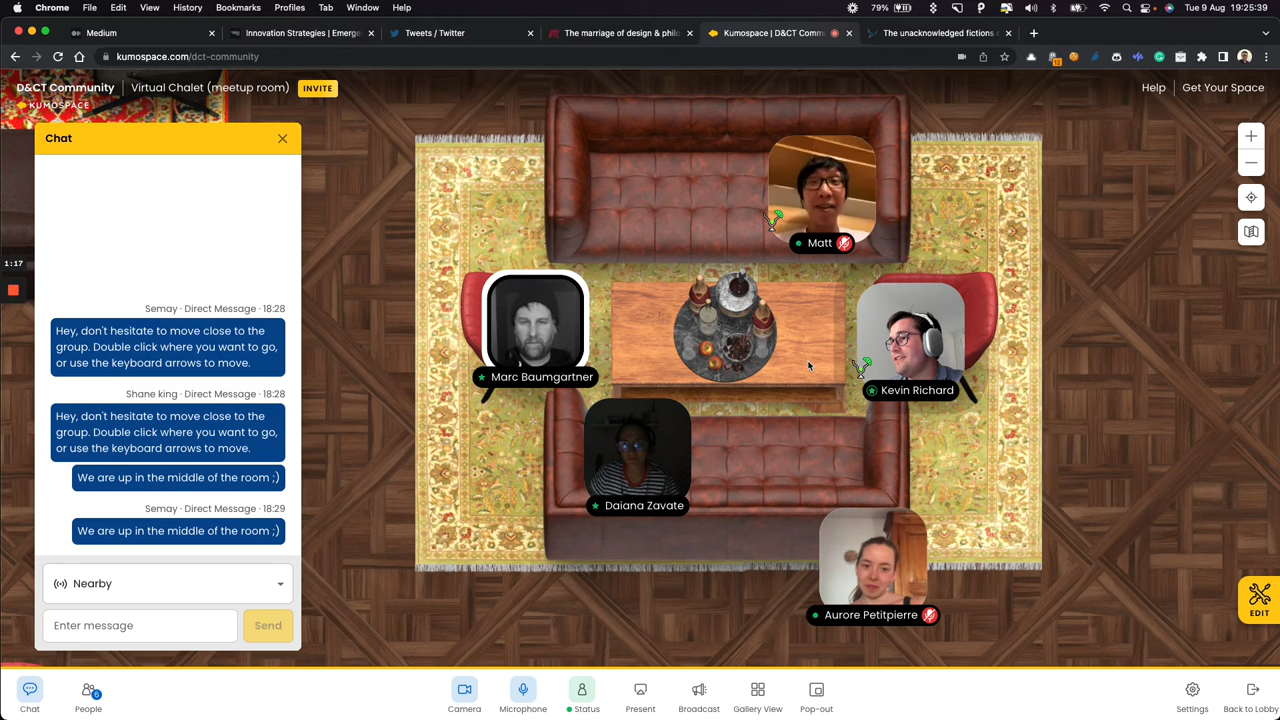 Chrome File Edit View History Bookmarks Profiles Tab Window Help 79% Tue 9 Aug 19:25:39
Medium Innovation Strategies | Emerge Tweets / Twitter The marriage of design & philo Kumospace | D&CT Comm The unacknowledged fictions c
kumospace.com/dct-community 12
D&CT Community Virtual Chalet (meetup room) INVITE Help Get Your Space
KUMOSPACE
Chat
1:17
Semay · Direct Message · 18:28
Hey, don't hesitate to move close to the
group. Double click where you want to go,
or use the keyboard arrows to move.
Shane king · Direct Message · 18:28
Hey, don't hesitate to move close to the
group. Double click where you want to go,
or use the keyboard arrows to move.
We are up in the middle of the room ;)
Semay · Direct Message · 18:29
We are up in the middle of the room ;)
Nearby
Enter message Send
Matt
Marc Baumgartner
Kevin Richard
Daiana Zavate
Aurore Petitpierre
EDIT
6
Chat People Camera Microphone Status Present Broadcast Gallery View Pop-out Settings Back to Lobby